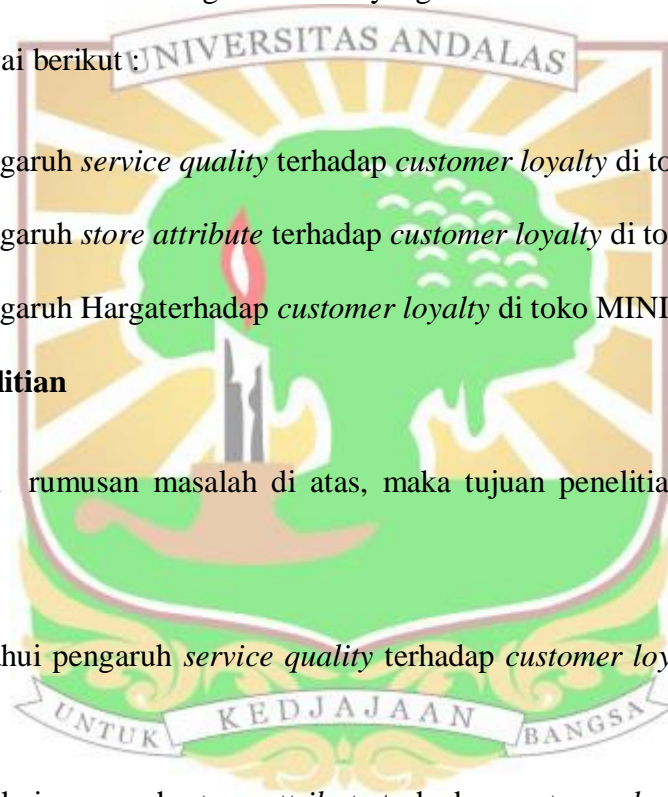 ai berikut :
UNIVERSITAS ANDALAS
garuh service quality terhadap customer loyalty di to
garuh store attribute terhadap customer loyalty di to
garuh Hargaterhadap customer loyalty di toko MINI
litian
rumusan masalah di atas, maka tujuan penelitia
hui pengaruh service quality terhadap customer loy
UNTUK KEDJAJAAN BANGSA